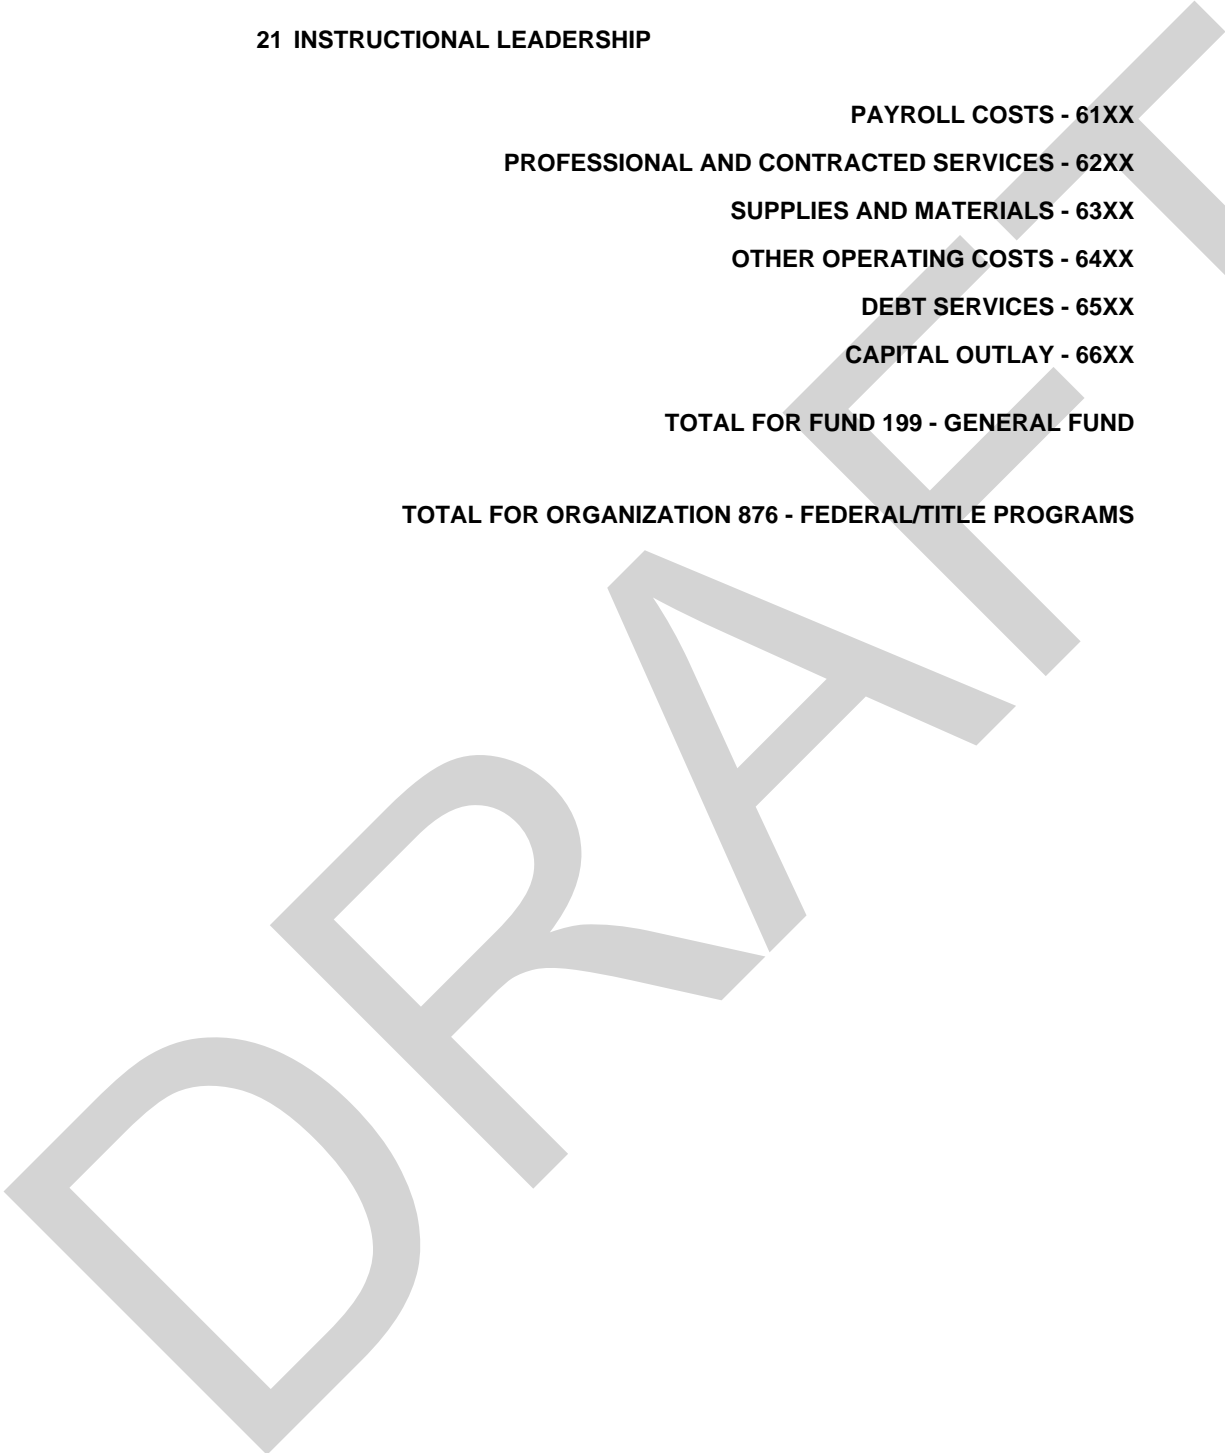 21 INSTRUCTIONAL LEADERSHIP
PAYROLL COSTS - 61XX
PROFESSIONAL AND CONTRACTED SERVICES - 62XX
SUPPLIES AND MATERIALS - 63XX
OTHER OPERATING COSTS - 64XX
DEBT SERVICES - 65XX
CAPITAL OUTLAY - 66XX
TOTAL FOR FUND 199 - GENERAL FUND
TOTAL FOR ORGANIZATION 876 - FEDERAL/TITLE PROGRAMS
DRAFT